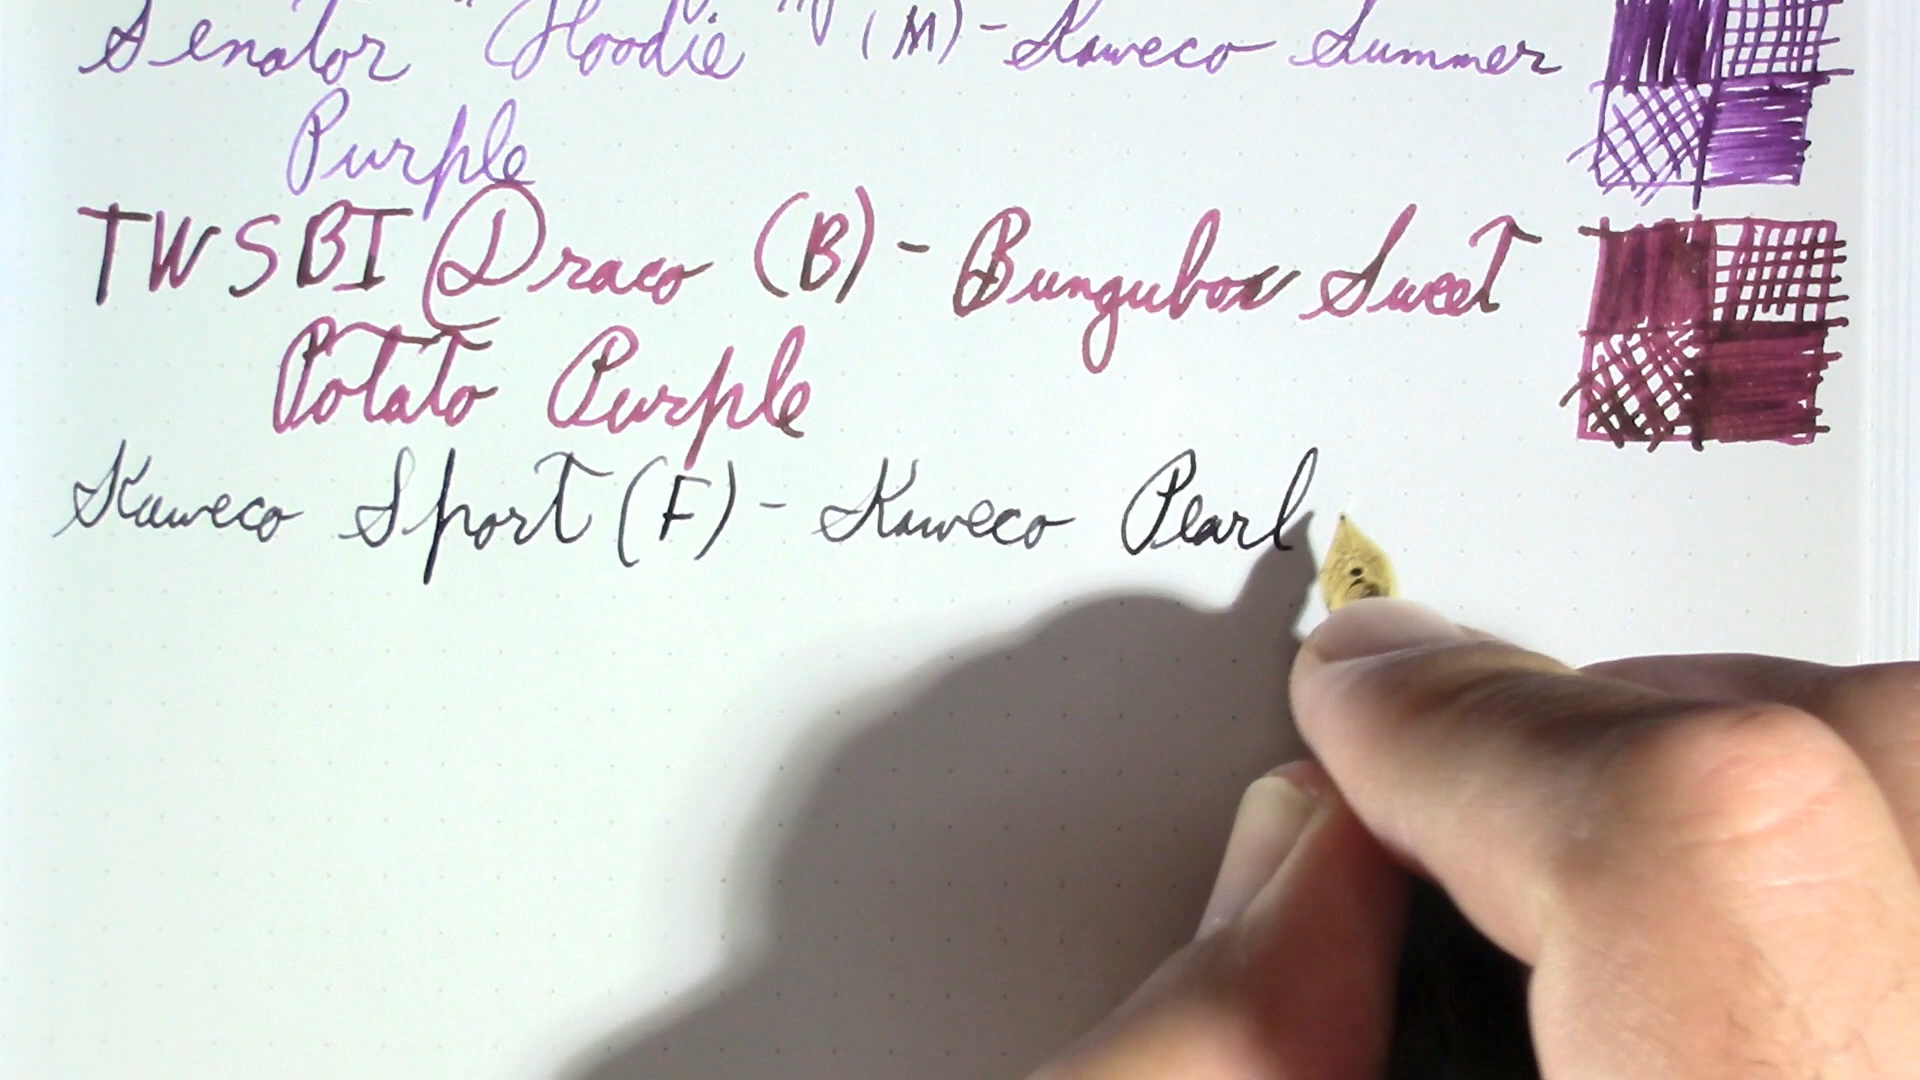 Senator "Hoodie" (M) - Kaweco Summer
Purple
TWSBI Draco (B) - Bungubox Sweet
Potato Purple
Kaweco Sport (F) - Kaweco Pearl